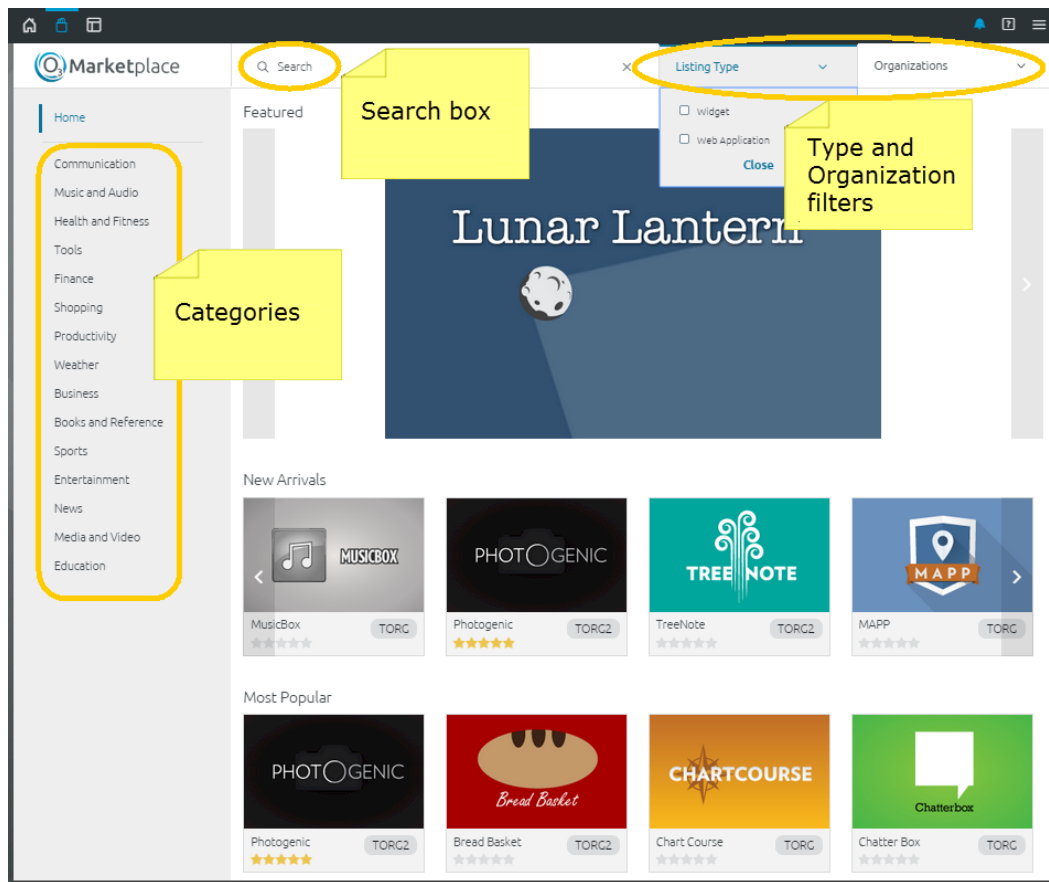 O3 Marketplace
Search
×
Listing Type
Organizations
Widget
Web Application
Close
Search box
Type and
Organization
filters
Home
Communication
Music and Audio
Health and Fitness
Tools
Finance
Shopping
Productivity
Weather
Business
Books and Reference
Sports
Entertainment
News
Media and Video
Education
Categories
Featured
Lunar Lantern
New Arrivals
MUSICBOX
PHOTOGENIC
TREE NOTE
MAPP
MusicBox
TORG
Photogenic
TORG2
TreeNote
TORG2
MAPP
TORG
Most Popular
PHOTOGENIC
Bread Basket
CHARTCOURSE
Chatterbox
Photogenic
TORG2
Bread Basket
TORG2
Chart Course
TORG
Chatter Box
TORG